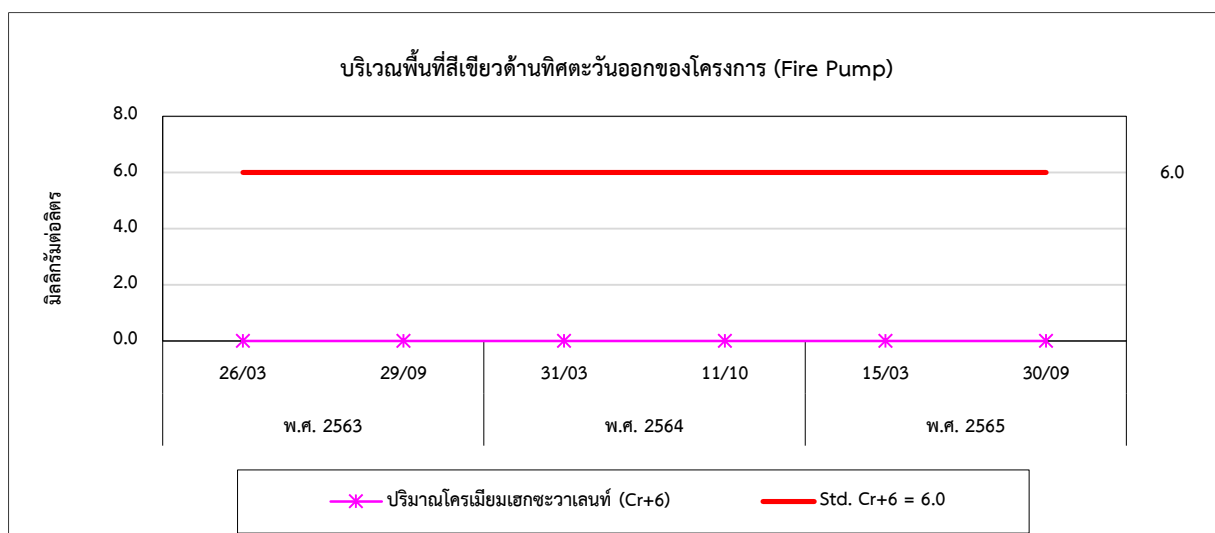 บริเวณพื้นที่สีเขียวด้านทิศตะวันออกของโครงการ (Fire Pump)
มิลลิกรัมต่อลิตร
8.0
6.0
4.0
2.0
0.0
6.0
26/03 29/09 31/03 11/10 15/03 30/09
พ.ศ. 2563 พ.ศ. 2564 พ.ศ. 2565
ปริมาณโครเมียมเฮกซะวาเลนท์ (Cr+6) Std. Cr+6 = 6.0